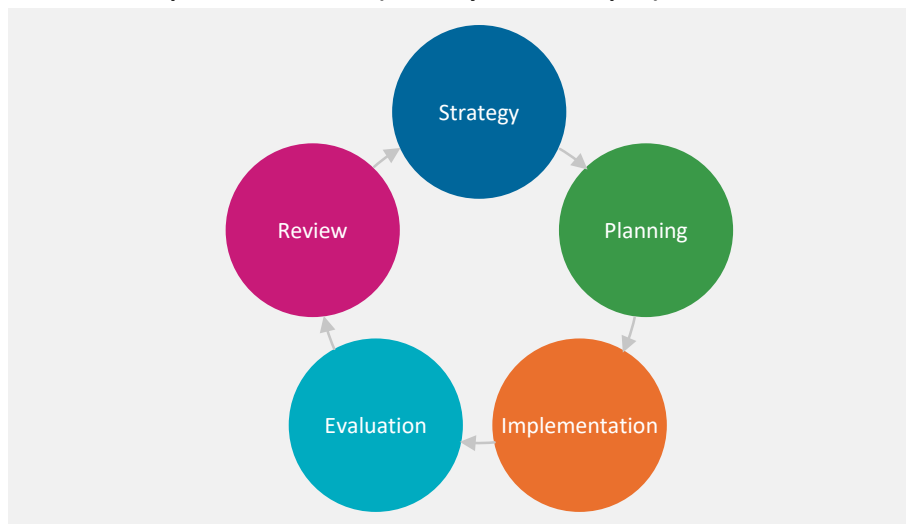 Strategy
Planning
Implementation
Evaluation
Review